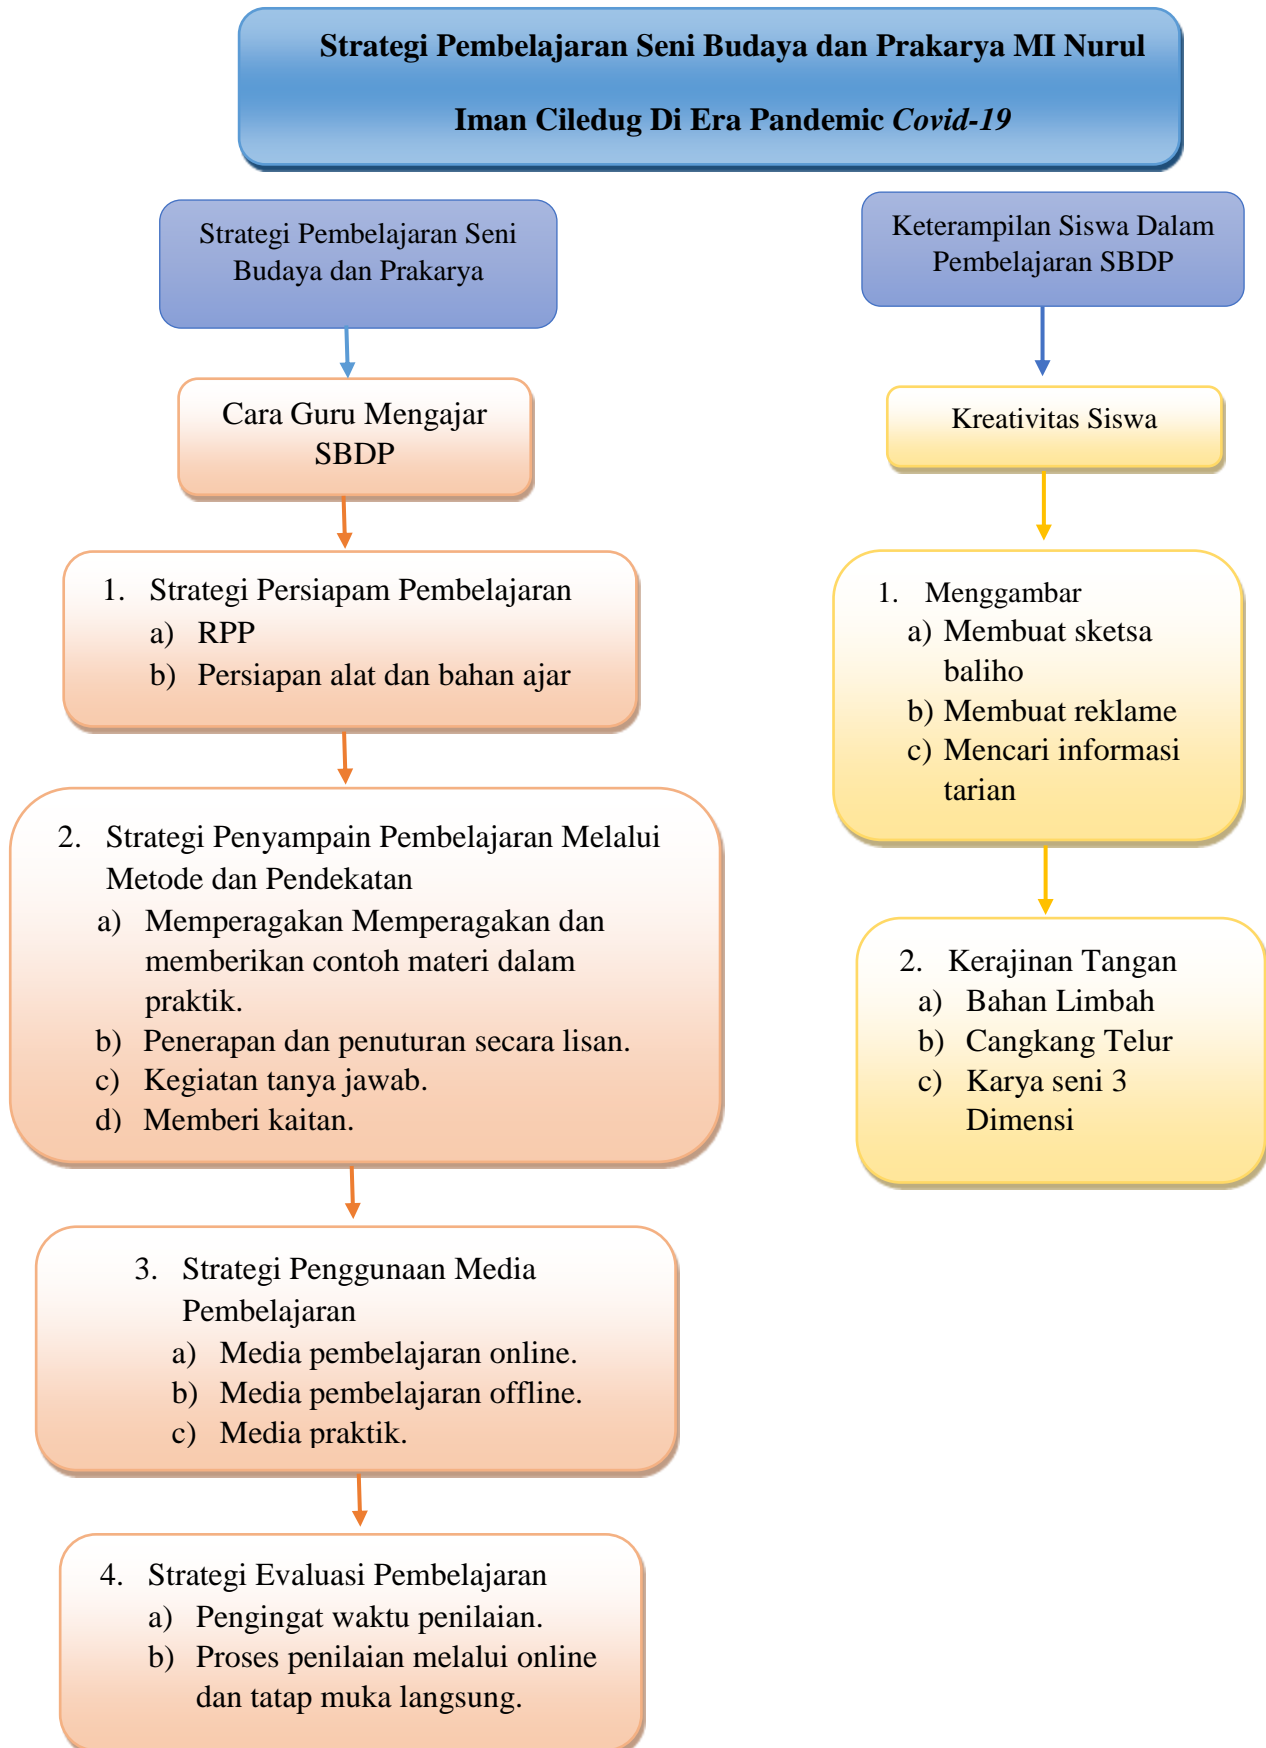 Strategi Pembelajaran Seni Budaya dan Prakarya MI Nurul
Iman Ciledug Di Era Pandemic Covid-19
Strategi Pembelajaran Seni
Budaya dan Prakarya
Cara Guru Mengajar
SBDP
1. Strategi Persiapam Pembelajaran
a) RPP
b) Persiapan alat dan bahan ajar
2. Strategi Penyampain Pembelajaran Melalui
Metode dan Pendekatan
a) Memperagakan Memperagakan dan
memberikan contoh materi dalam
praktik.
b) Penerapan dan penuturan secara lisan.
c) Kegiatan tanya jawab.
d) Memberi kaitan.
3. Strategi Penggunaan Media
Pembelajaran
a) Media pembelajaran online.
b) Media pembelajaran offline.
c) Media praktik.
4. Strategi Evaluasi Pembelajaran
a) Pengingat waktu penilaian.
b) Proses penilaian melalui online
dan tatap muka langsung.
Keterampilan Siswa Dalam
Pembelajaran SBDP
Kreativitas Siswa
1. Menggambar
a) Membuat sketsa
baliho
b) Membuat reklame
c) Mencari informasi
tarian
2. Kerajinan Tangan
a) Bahan Limbah
b) Cangkang Telur
c) Karya seni 3
Dimensi